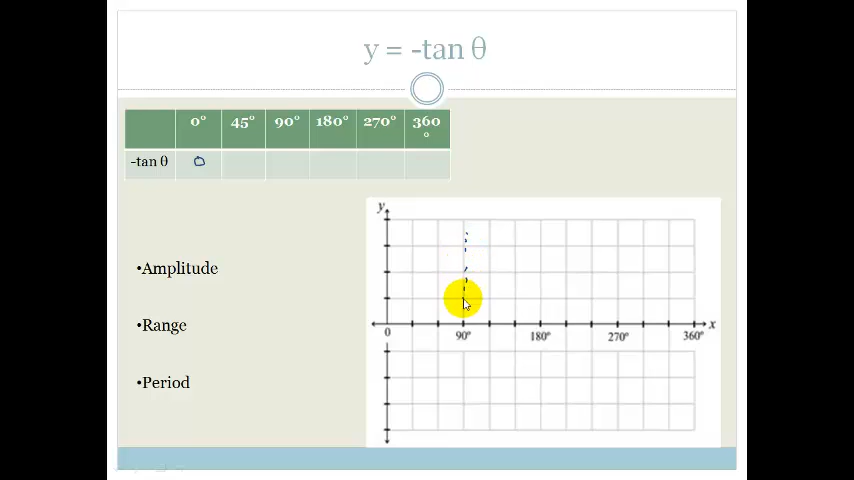 y = -tan θ
0° 45° 90° 180° 270° 360
°
-tan θ 0
•Amplitude
•Range
•Period
y
x
0 90° 180° 270° 360°